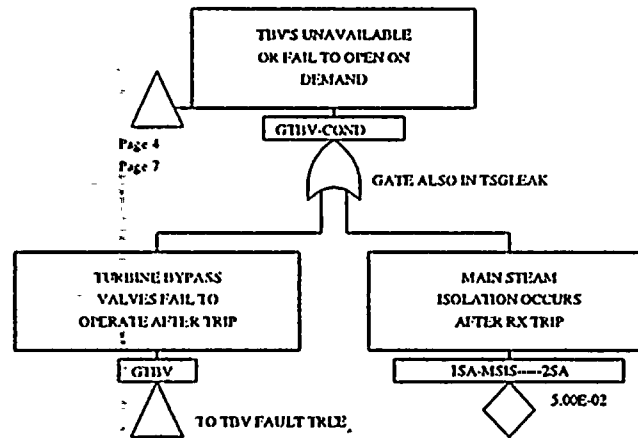 TBV'S UNAVAILABLE
OR FAIL TO OPEN ON
DEMAND
GTBV-COND
Page 4
Page 7
GATE ALSO IN TSGLEAK
TURBINE BYPASS
VALVES FAIL TO
OPERATE AFTER TRIP
MAIN STEAM
ISOLATION OCCURS
AFTER RX TRIP
GTBV
1SA-MSIS-----2SA
TO TBV FAULT TREE
5.00E-02